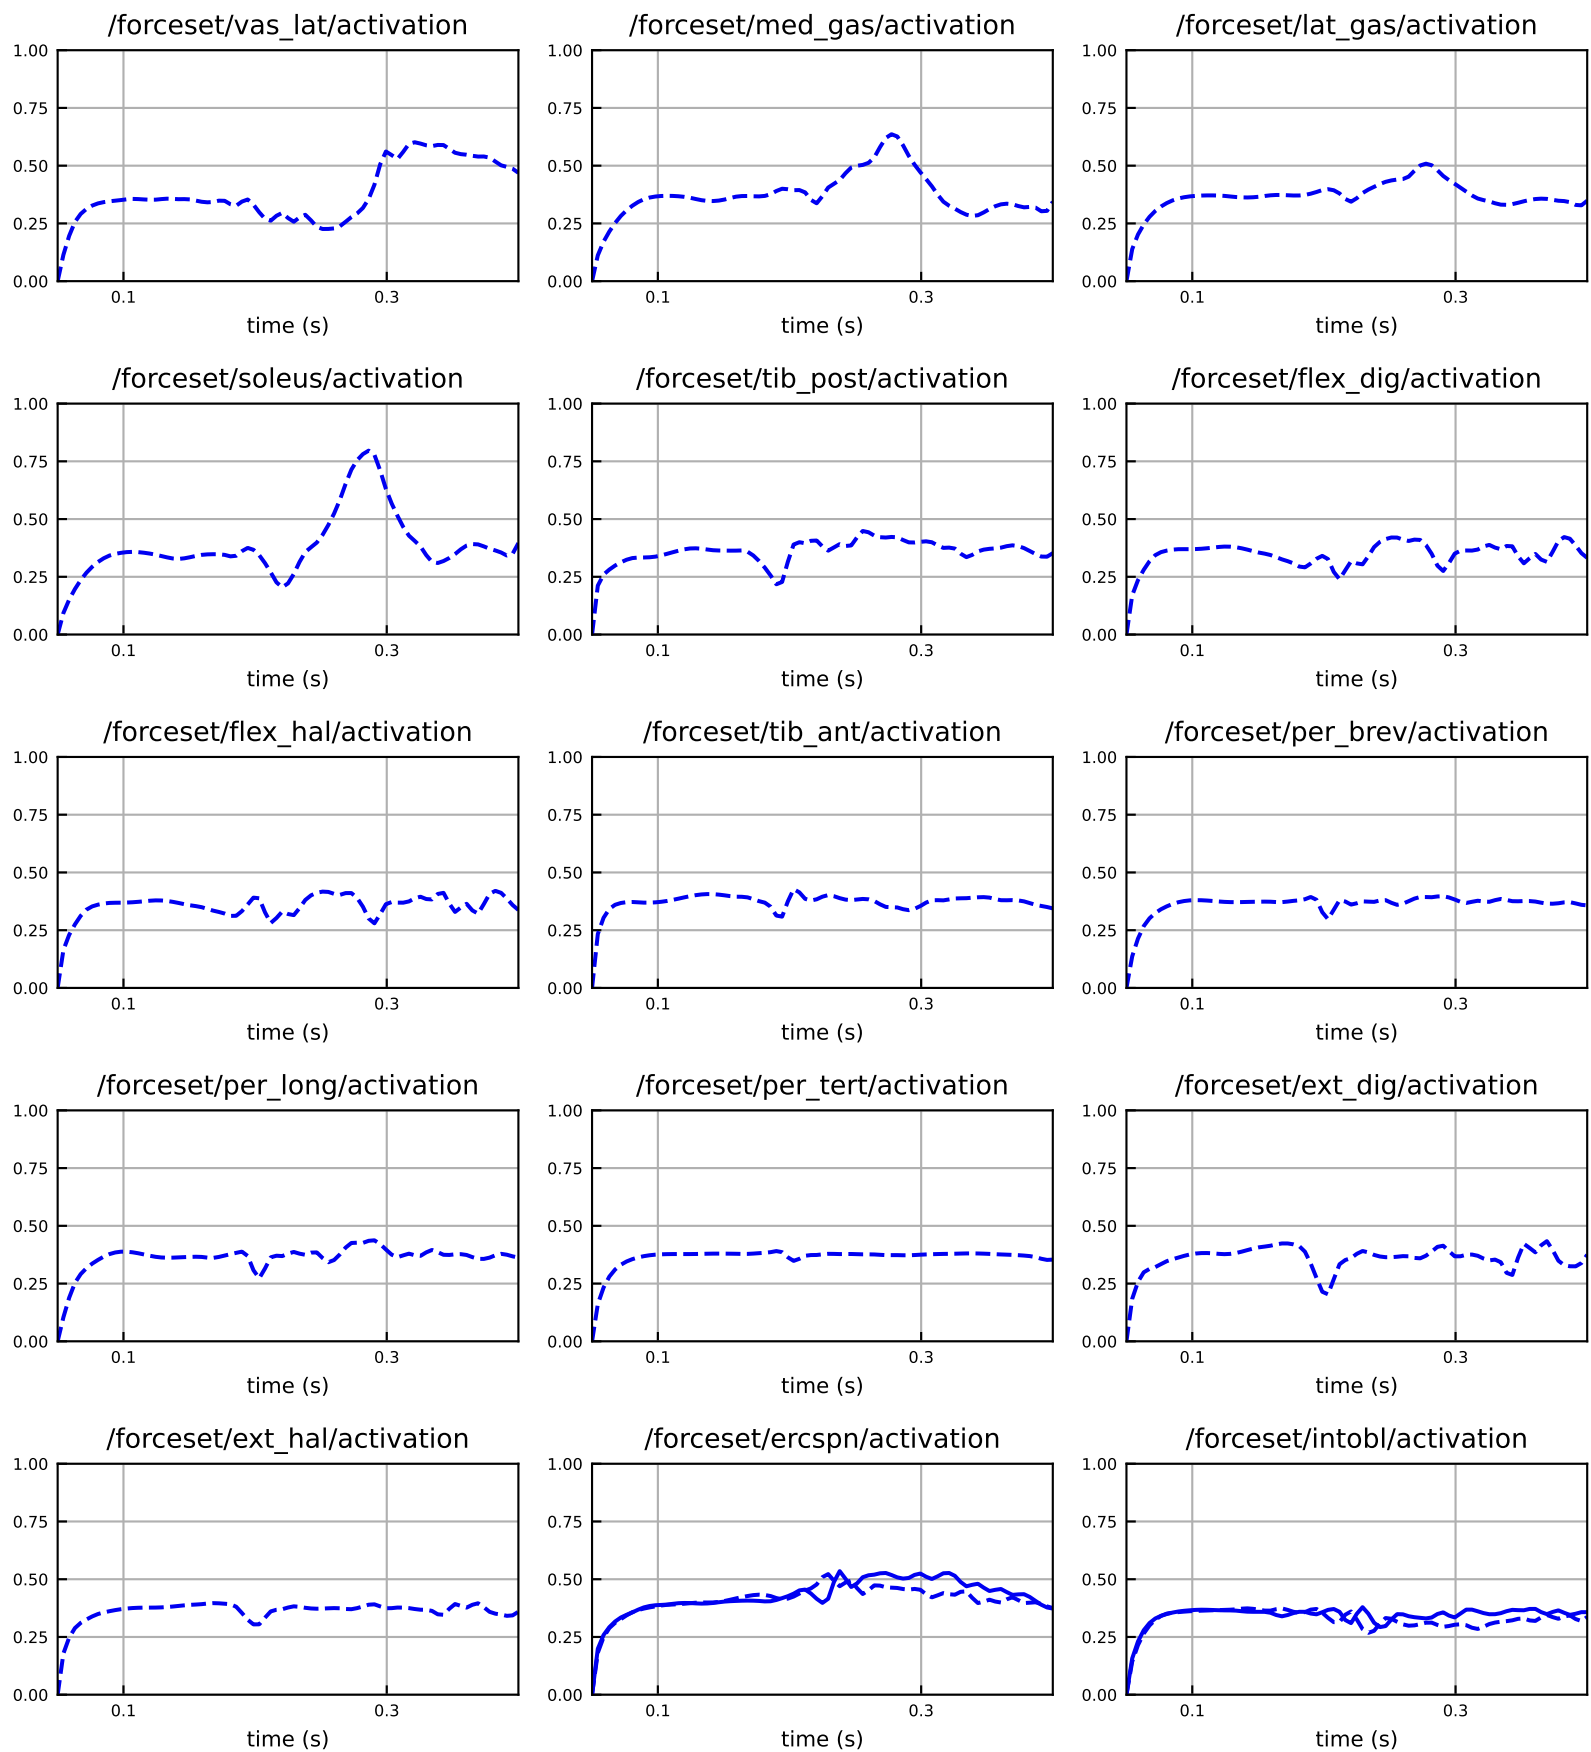 /forceset/vas_lat/activation /forceset/med_gas/activation /forceset/lat_gas/activation
1.00 1.00 1.00
0.75 0.75 0.75
0.50 0.50 0.50
0.25 0.25 0.25
0.00 0.00 0.00
0.1 0.3 0.1 0.3 0.1 0.3
time (s) time (s) time (s)
/forceset/soleus/activation /forceset/tib_post/activation /forceset/flex_dig/activation
1.00 1.00 1.00
0.75 0.75 0.75
0.50 0.50 0.50
0.25 0.25 0.25
0.00 0.00 0.00
0.1 0.3 0.1 0.3 0.1 0.3
time (s) time (s) time (s)
/forceset/flex_hal/activation /forceset/tib_ant/activation /forceset/per_brev/activation
1.00 1.00 1.00
0.75 0.75 0.75
0.50 0.50 0.50
0.25 0.25 0.25
0.00 0.00 0.00
0.1 0.3 0.1 0.3 0.1 0.3
time (s) time (s) time (s)
/forceset/per_long/activation /forceset/per_tert/activation /forceset/ext_dig/activation
1.00 1.00 1.00
0.75 0.75 0.75
0.50 0.50 0.50
0.25 0.25 0.25
0.00 0.00 0.00
0.1 0.3 0.1 0.3 0.1 0.3
time (s) time (s) time (s)
/forceset/ext_hal/activation /forceset/ercspn/activation /forceset/intobl/activation
1.00 1.00 1.00
0.75 0.75 0.75
0.50 0.50 0.50
0.25 0.25 0.25
0.00 0.00 0.00
0.1 0.3 0.1 0.3 0.1 0.3
time (s) time (s) time (s)